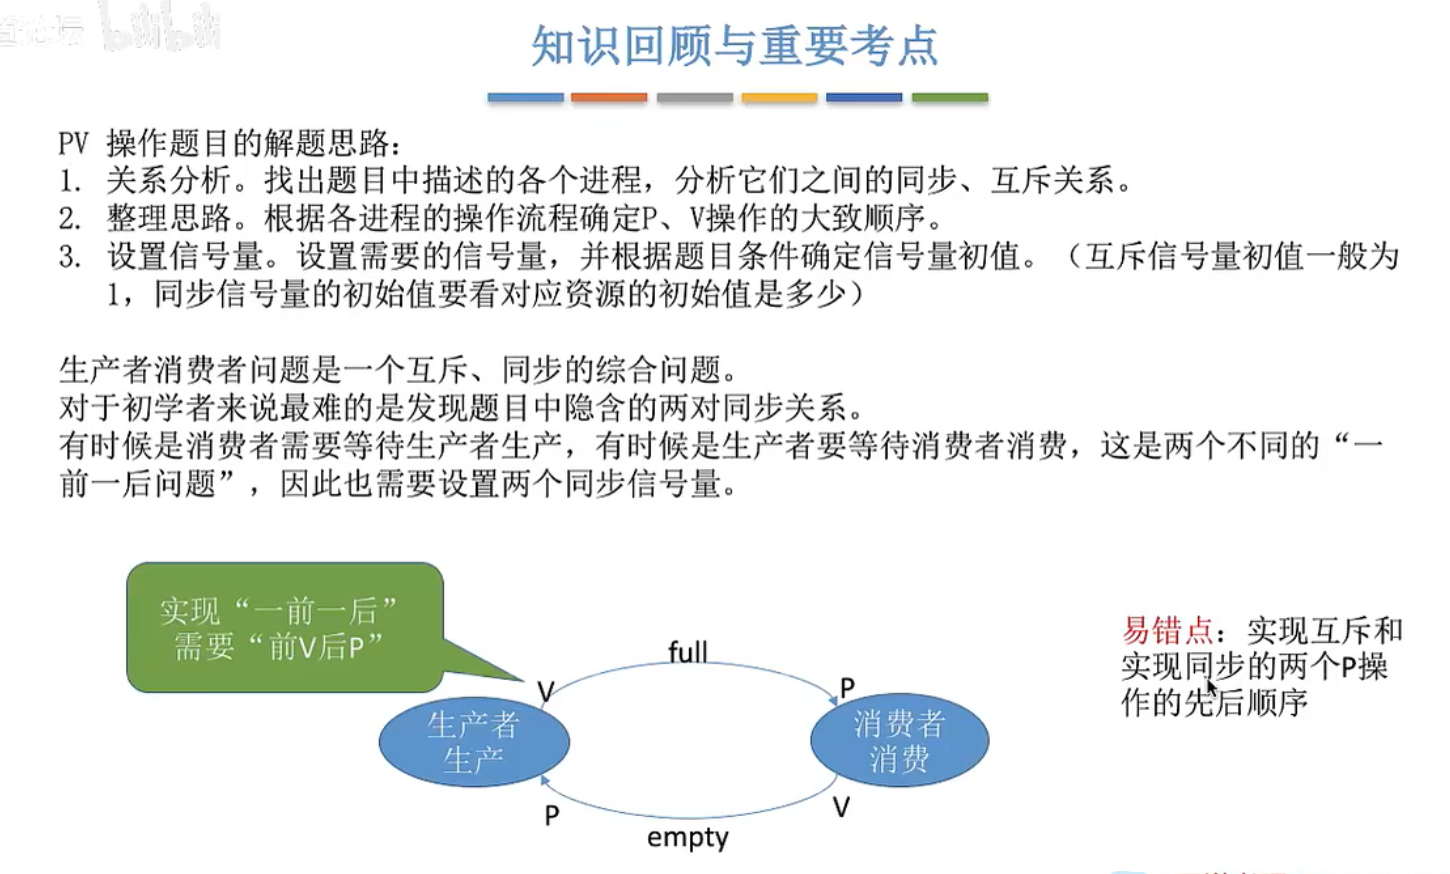 bilibili
知识回顾与重要考点
PV 操作题目的解题思路：
1. 关系分析。找出题目中描述的各个进程，分析它们之间的同步、互斥关系。
2. 整理思路。根据各进程的操作流程确定P、V操作的大致顺序。
3. 设置信号量。设置需要的信号量，并根据题目条件确定信号量初值。（互斥信号量初值一般为
1，同步信号量的初始值要看对应资源的初始值是多少）
生产者消费者问题是一个互斥、同步的综合问题。
对于初学者来说最难的是发现题目中隐含的两对同步关系。
有时候是消费者需要等待生产者生产，有时候是生产者要等待消费者消费，这是两个不同的“一
前一后问题”，因此也需要设置两个同步信号量。
实现“一前一后”
需要“前V后P”
full
V
P
生产者
生产
消费者
消费
P
V
empty
易错点：实现互斥和
实现同步的两个P操
作的先后顺序